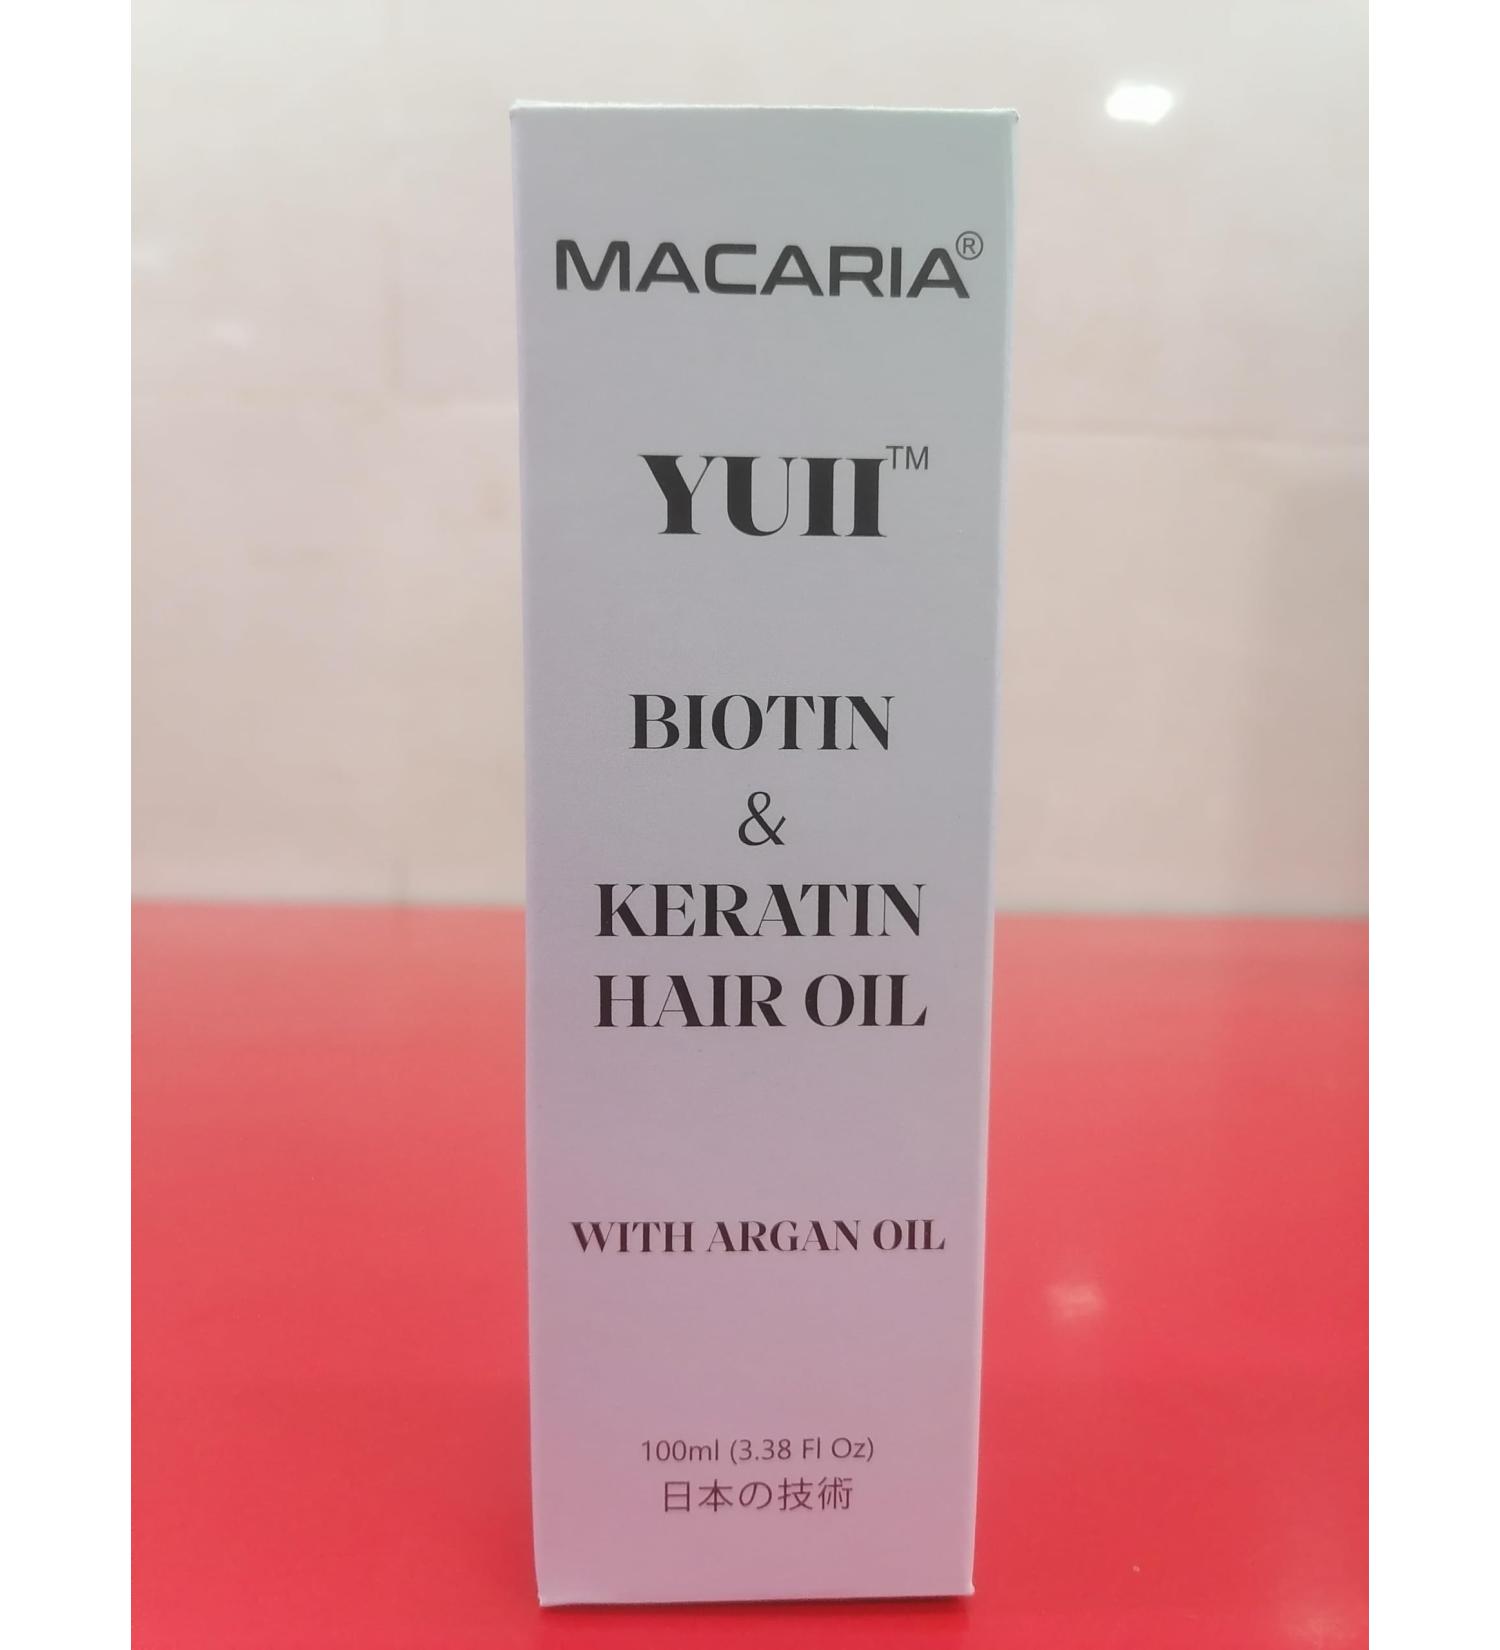 MACARIA®
YUII™
BIOTIN
&
KERATIN
HAIR OIL
WITH ARGAN OIL
100ml (3.38 Fl Oz)
日本の技術